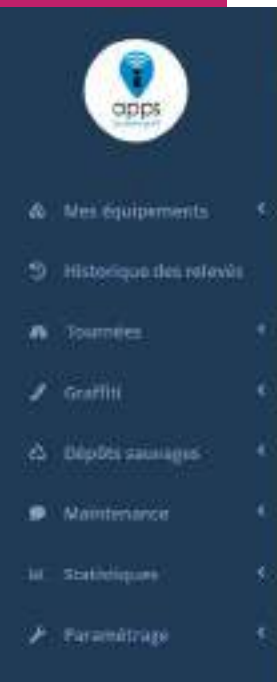 apps
Mes équipements
Historique des relevés
Tournées
Graffiti
Dépôts sauvages
Maintenance
Statistiques
Paramétrage